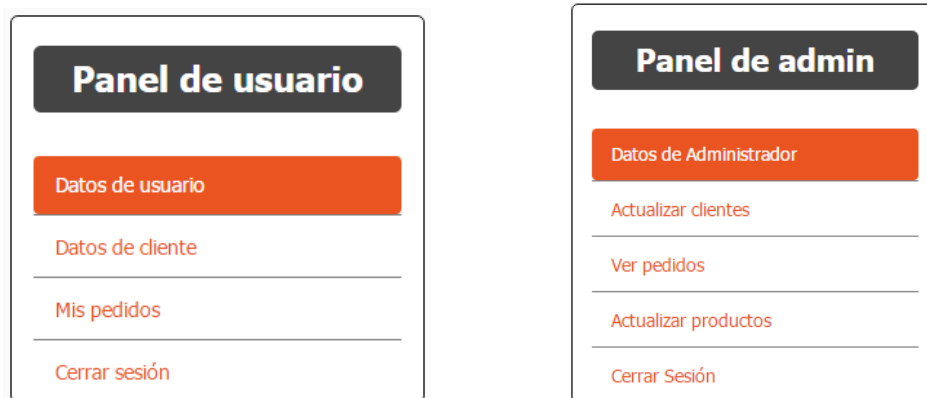 Panel de usuario
Datos de usuario
Datos de cliente
Mis pedidos
Cerrar sesión
Panel de admin
Datos de Administrador
Actualizar clientes
Ver pedidos
Actualizar productos
Cerrar Sesión